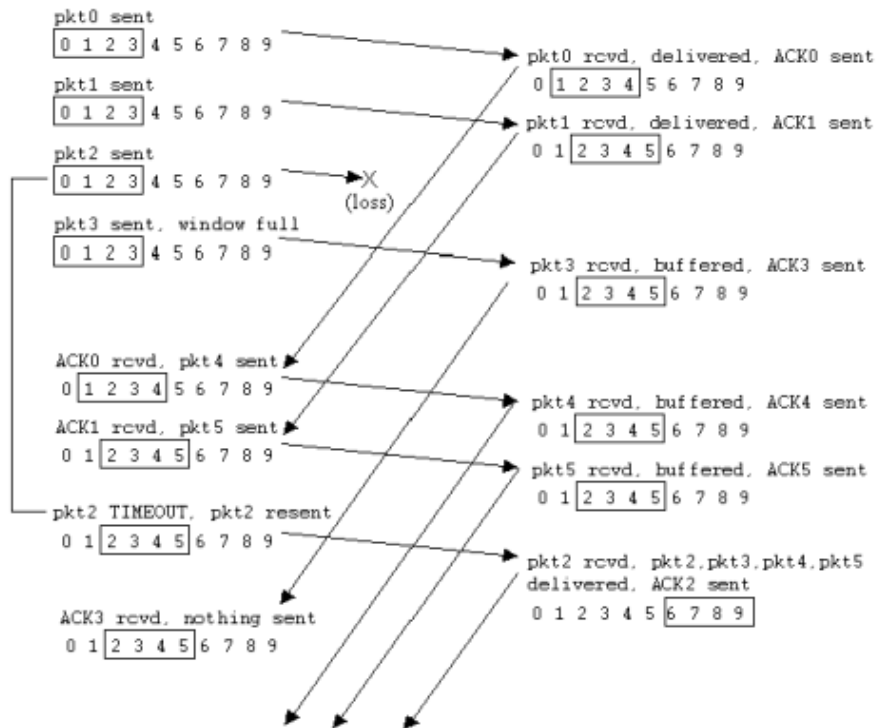 pkt0 sent
0 1 2 3 4 5 6 7 8 9
pkt1 sent
0 1 2 3 4 5 6 7 8 9
pkt2 sent
0 1 2 3 4 5 6 7 8 9
X
(loss)
pkt3 sent, window full
0 1 2 3 4 5 6 7 8 9
ACK0 rcvd, pkt4 sent
0 1 2 3 4 5 6 7 8 9
ACK1 rcvd, pkt5 sent
0 1 2 3 4 5 6 7 8 9
pkt2 TIMEOUT, pkt2 resent
0 1 2 3 4 5 6 7 8 9
ACK3 rcvd, nothing sent
0 1 2 3 4 5 6 7 8 9
pkt0 rcvd, delivered, ACK0 sent
0 1 2 3 4 5 6 7 8 9
pkt1 rcvd, delivered, ACK1 sent
0 1 2 3 4 5 6 7 8 9
pkt3 rcvd, buffered, ACK3 sent
0 1 2 3 4 5 6 7 8 9
pkt4 rcvd, buffered, ACK4 sent
0 1 2 3 4 5 6 7 8 9
pkt5 rcvd, buffered, ACK5 sent
0 1 2 3 4 5 6 7 8 9
pkt2 rcvd, pkt2,pkt3,pkt4,pkt5
delivered, ACK2 sent
0 1 2 3 4 5 6 7 8 9